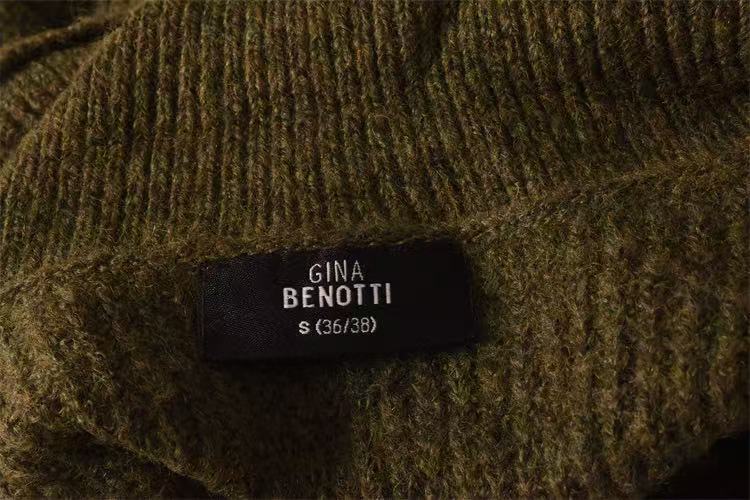 GINA
BENOTTI
S (36/38)